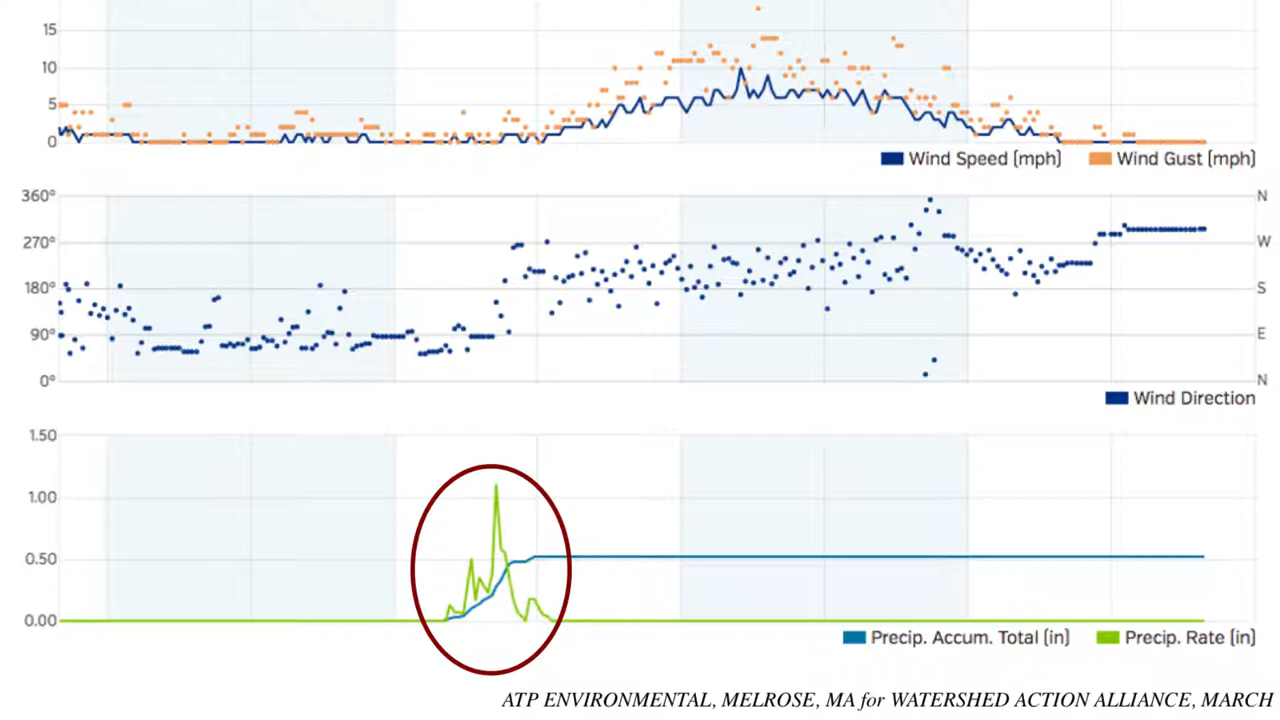 15
10
5
0
Wind Speed (mph) Wind Gust (mph)
360° N
270° W
180° S
90° E
0° N
Wind Direction
1.50
1.00
0.50
0.00
Precip. Accum. Total (in) Precip. Rate (in)
ATP ENVIRONMENTAL, MELROSE, MA for WATERSHED ACTION ALLIANCE, MARCH